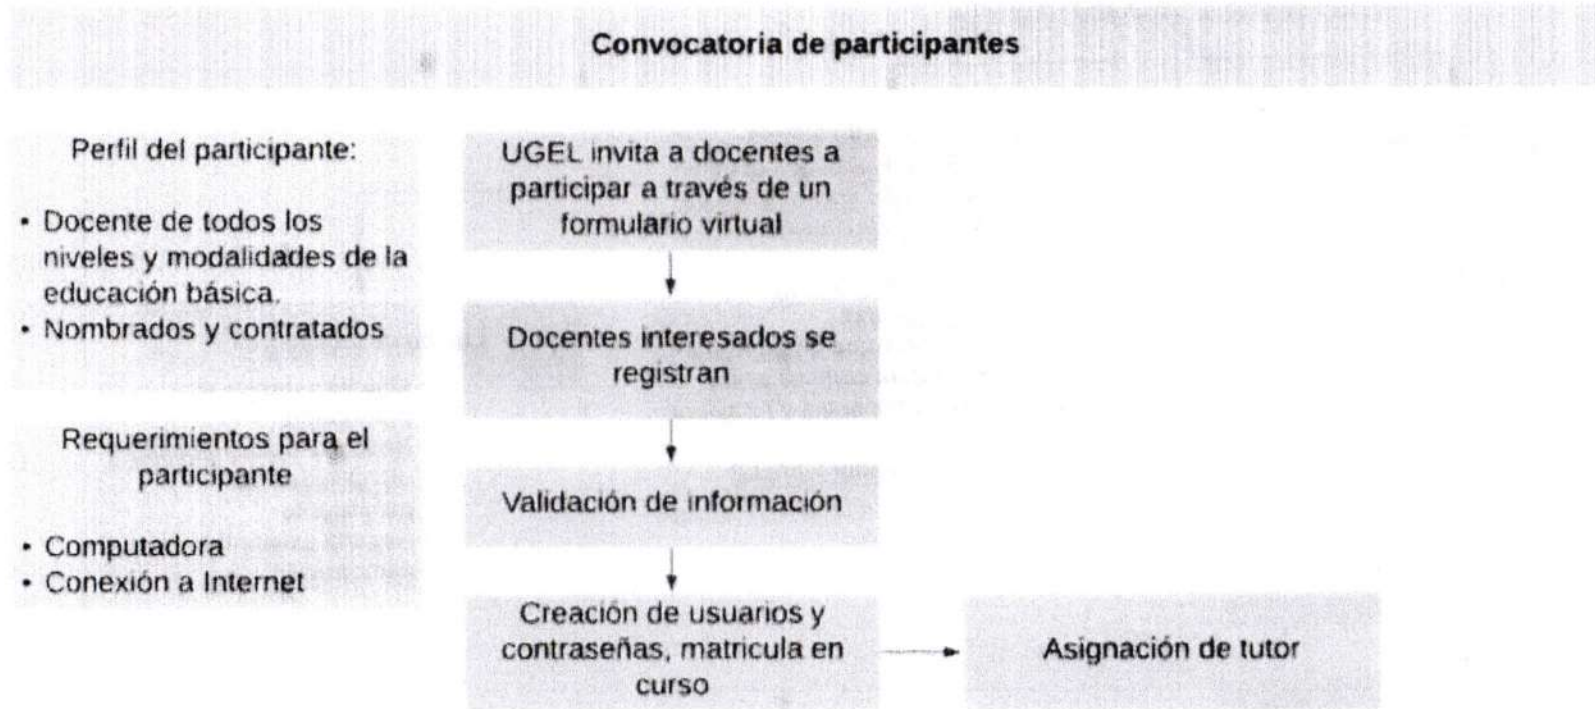 Convocatoria de participantes
Perfil del participante:
• Docente de todos los
niveles y modalidades de la
educación básica.
• Nombrados y contratados
Requerimientos para el
participante
• Computadora
• Conexión a Internet
UGEL invita a docentes a
participar a través de un
formulario virtual
Docentes interesados se
registran
Validación de información
Creación de usuarios y
contraseñas, matricula en
curso
Asignación de tutor